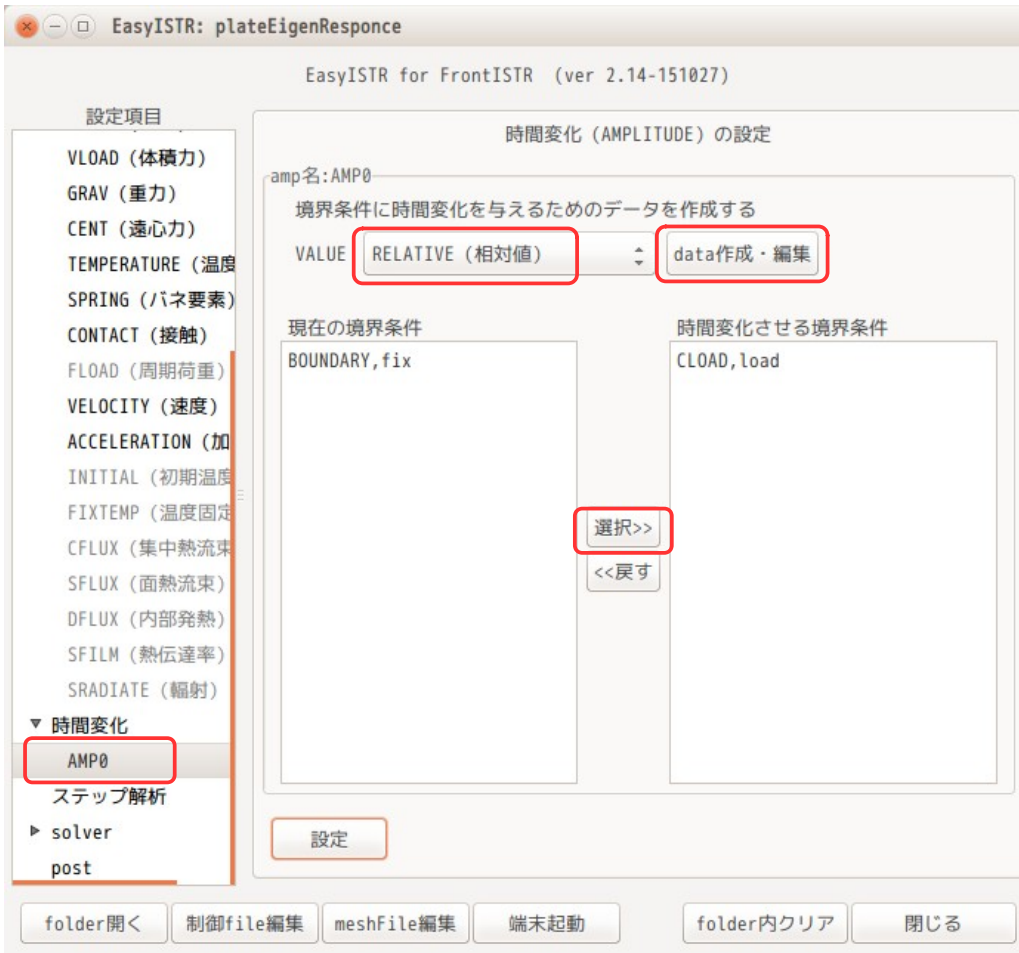 EasyISTR: plateEigenResponce
EasyISTR for FrontISTR (ver 2.14-151027)
設定項目
VLOAD (体積力)
GRAV (重力)
CENT (遠心力)
TEMPERATURE (温度
SPRING (バネ要素)
CONTACT (接触)
FLOAD (周期荷重)
VELOCITY (速度)
ACCELERATION (加
INITIAL (初期温度
FIXTEMP (温度固定
CFLUX (集中熱流束
SFLUX (面熱流束)
DFLUX (内部発熱)
SFILM (熱伝達率)
SRADIATE (輻射)
時間変化
AMP0
ステップ解析
solver
post
時間変化 (AMPLITUDE) の設定
amp名:AMP0
境界条件に時間変化を与えるためのデータを作成する
VALUE RELATIVE (相対値) data作成・編集
現在の境界条件
BOUNDARY,fix
選択>>
<<戻す
時間変化させる境界条件
CLOAD,load
設定
folder開く 制御file編集 meshFile編集 端末起動 folder内クリア 閉じる